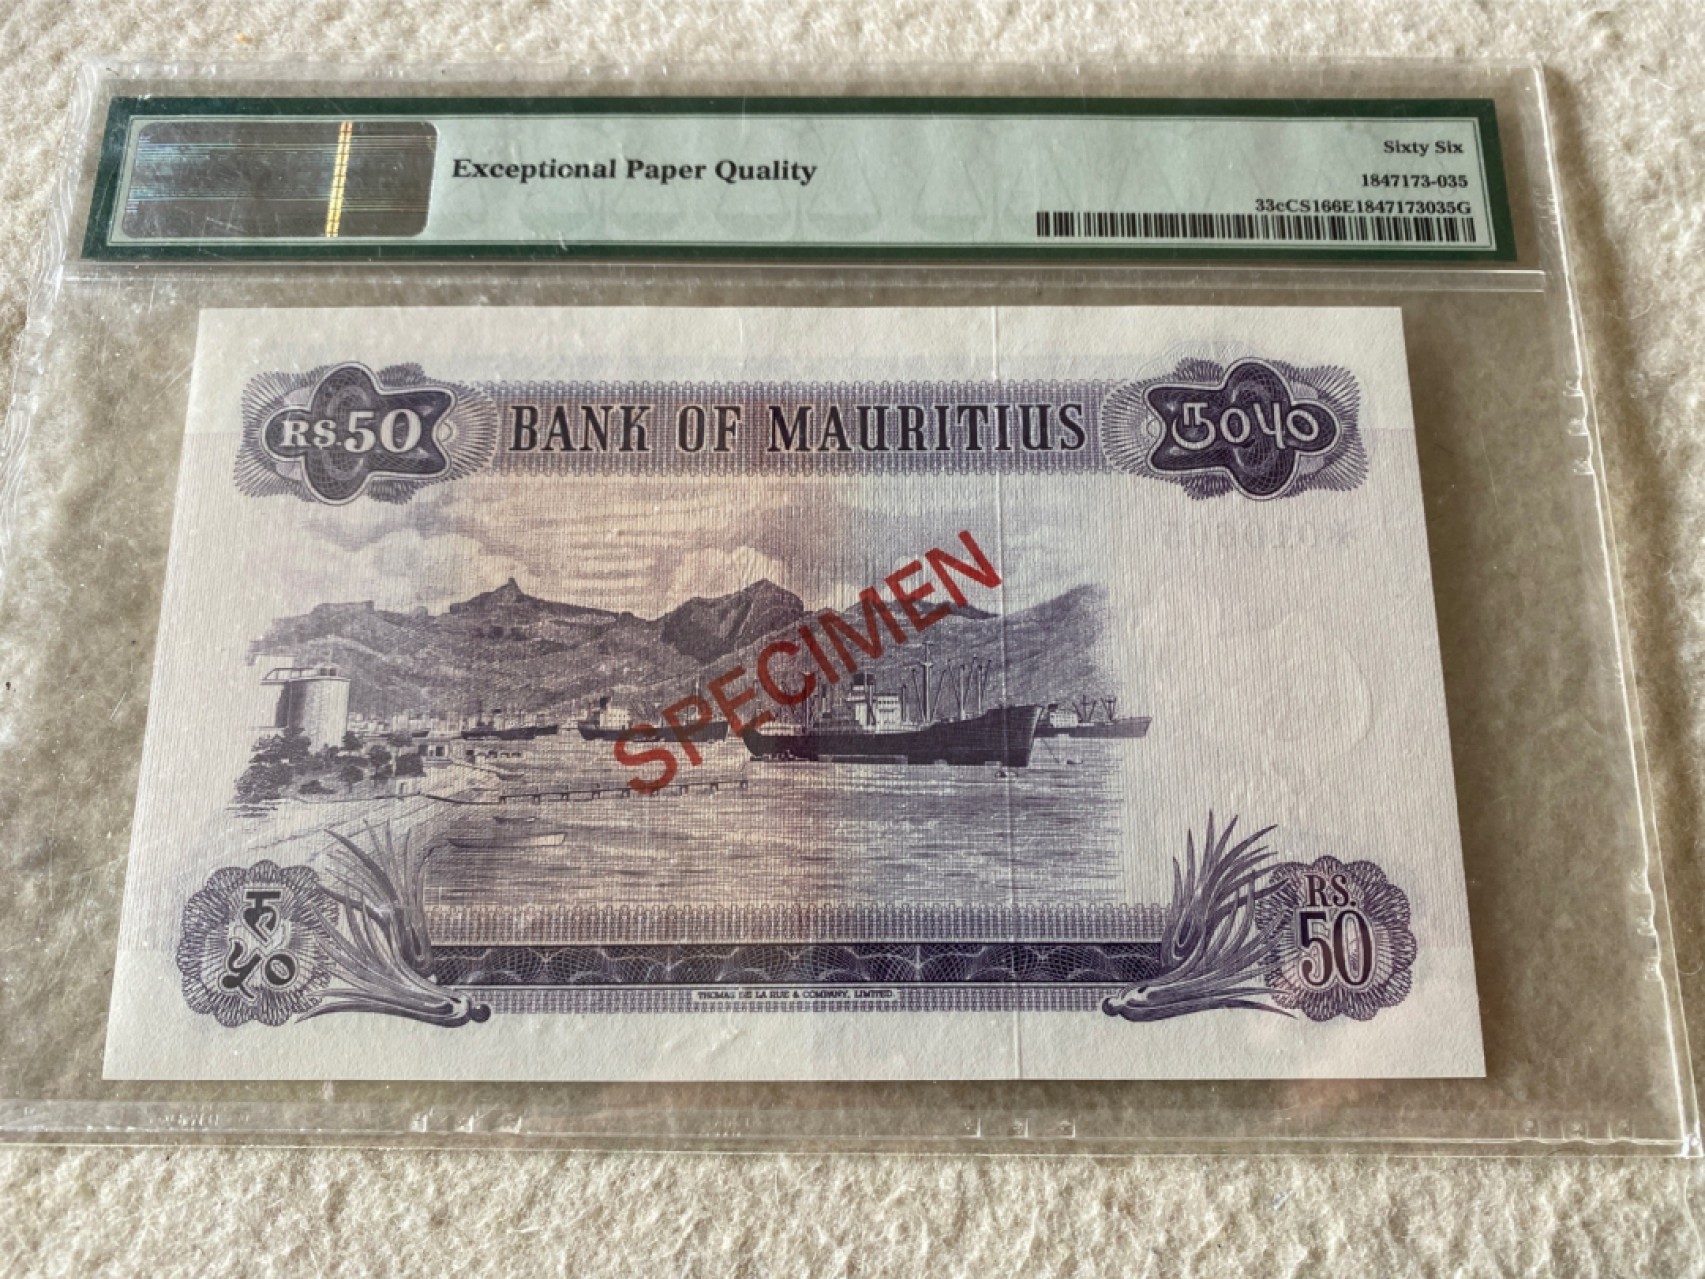 Exceptional Paper Quality
Sixty Six
1847173-035
33cCS166E1847173035G
RS.50
BANK OF MAURITIUS
SPECIMEN
रु
५०
RS.
50
THOMAS DE LA RUE & COMPANY, LIMITED.